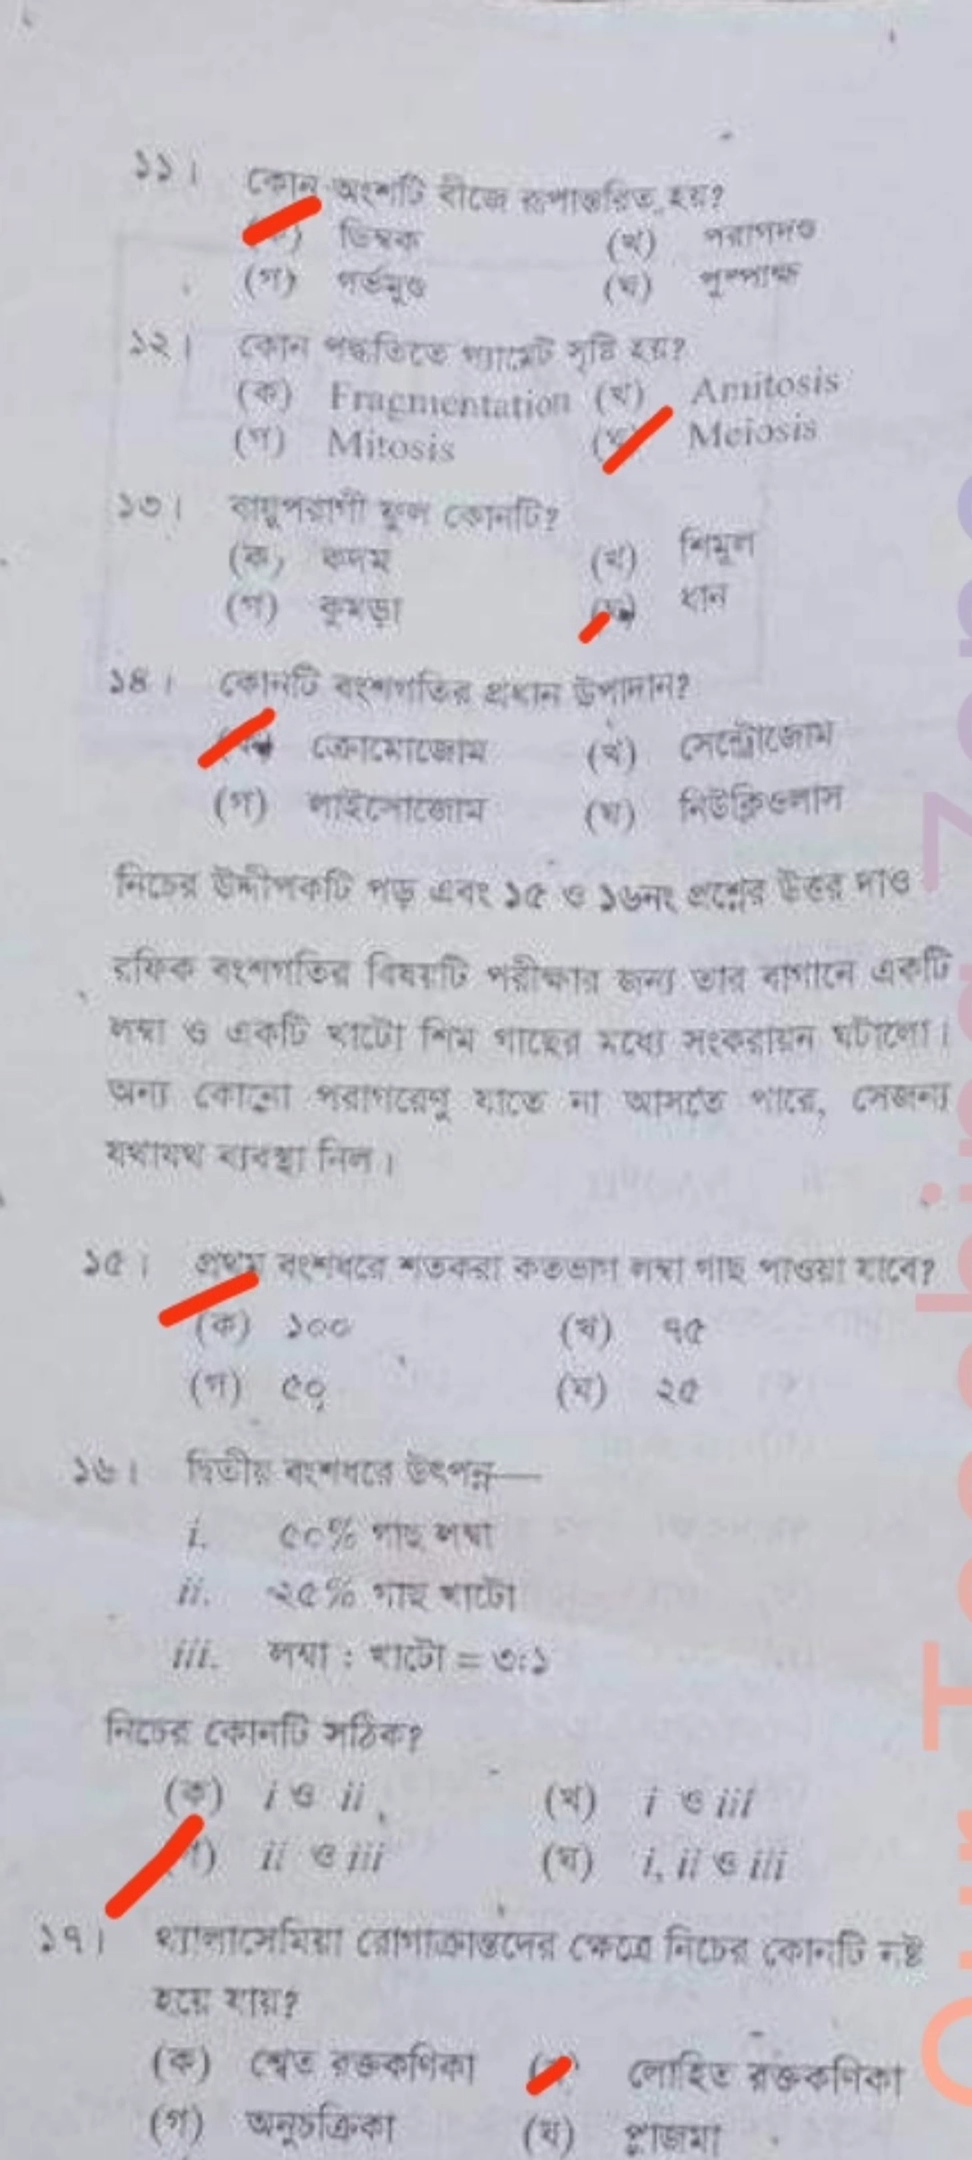 ১১। কোন অংশটি বীজে রূপান্তরিত হয়?
ডিম্বক (খ) পরাগদণ্ড
(গ) গর্ভমুণ্ড (ঘ) পুষ্পাক্ষ
১২। কোন পদ্ধতিতে গ্যামেট সৃষ্টি হয়?
(ক) Fragmentation (খ) Amitosis
(গ) Mitosis (ঘ) Meiosis
১৩। বায়ুপরাগী ফুল কোনটি?
(ক) কদম (খ) শিমুল
(গ) কুমড়া (ঘ) ধান
১৪। কোনটি বংশগতির প্রধান উপাদান?
ক্রোমোজোম (খ) সেন্ট্রোজোম
(গ) লাইসোজোম (ঘ) নিউক্লিওলাস
নিচের উদ্দীপকটি পড় এবং ১৫ ও ১৬নং প্রশ্নের উত্তর দাও
রফিক বংশগতির বিষয়টি পরীক্ষার জন্য তার বাগানে একটি
লম্বা ও একটি খাটো শিম গাছের মধ্যে সংকরায়ন ঘটালো।
অন্য কোনো পরাগরেণু যাতে না আসতে পারে, সেজন্য
যথাযথ ব্যবস্থা নিল।
১৫। প্রথম বংশধরে শতকরা কতভাগ লম্বা গাছ পাওয়া যাবে?
(ক) ১০০ (খ) ৭৫
(গ) ৫০ (ঘ) ২৫
১৬। দ্বিতীয় বংশধরে উৎপন্ন—
i. ৫০% গাছ লম্বা
ii. ২৫% গাছ খাটো
iii. লম্বা : খাটো = ৩:১
নিচের কোনটি সঠিক?
(ক) i ও ii (খ) i ও iii
(গ) ii ও iii (ঘ) i, ii ও iii
১৭। থ্যালাসেমিয়া রোগাক্রান্তদের ক্ষেত্রে নিচের কোনটি নষ্ট
হয়ে যায়?
(ক) শ্বেত রক্তকণিকা লোহিত রক্তকণিকা
(গ) অনুচক্রিকা (ঘ) প্লাজমা